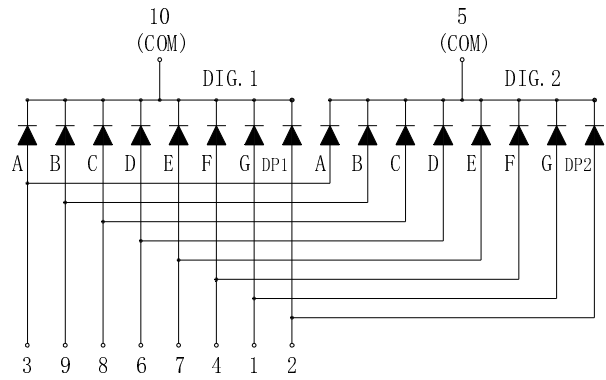 10 5
(COM) (COM)
DIG.1 DIG.2
A B C D E F G DP1 A B C D E F G DP2
3 9 8 6 7 4 1 2